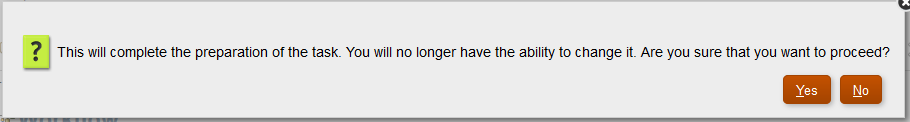 ?
This will complete the preparation of the task. You will no longer have the ability to change it. Are you sure that you want to proceed?
Yes No